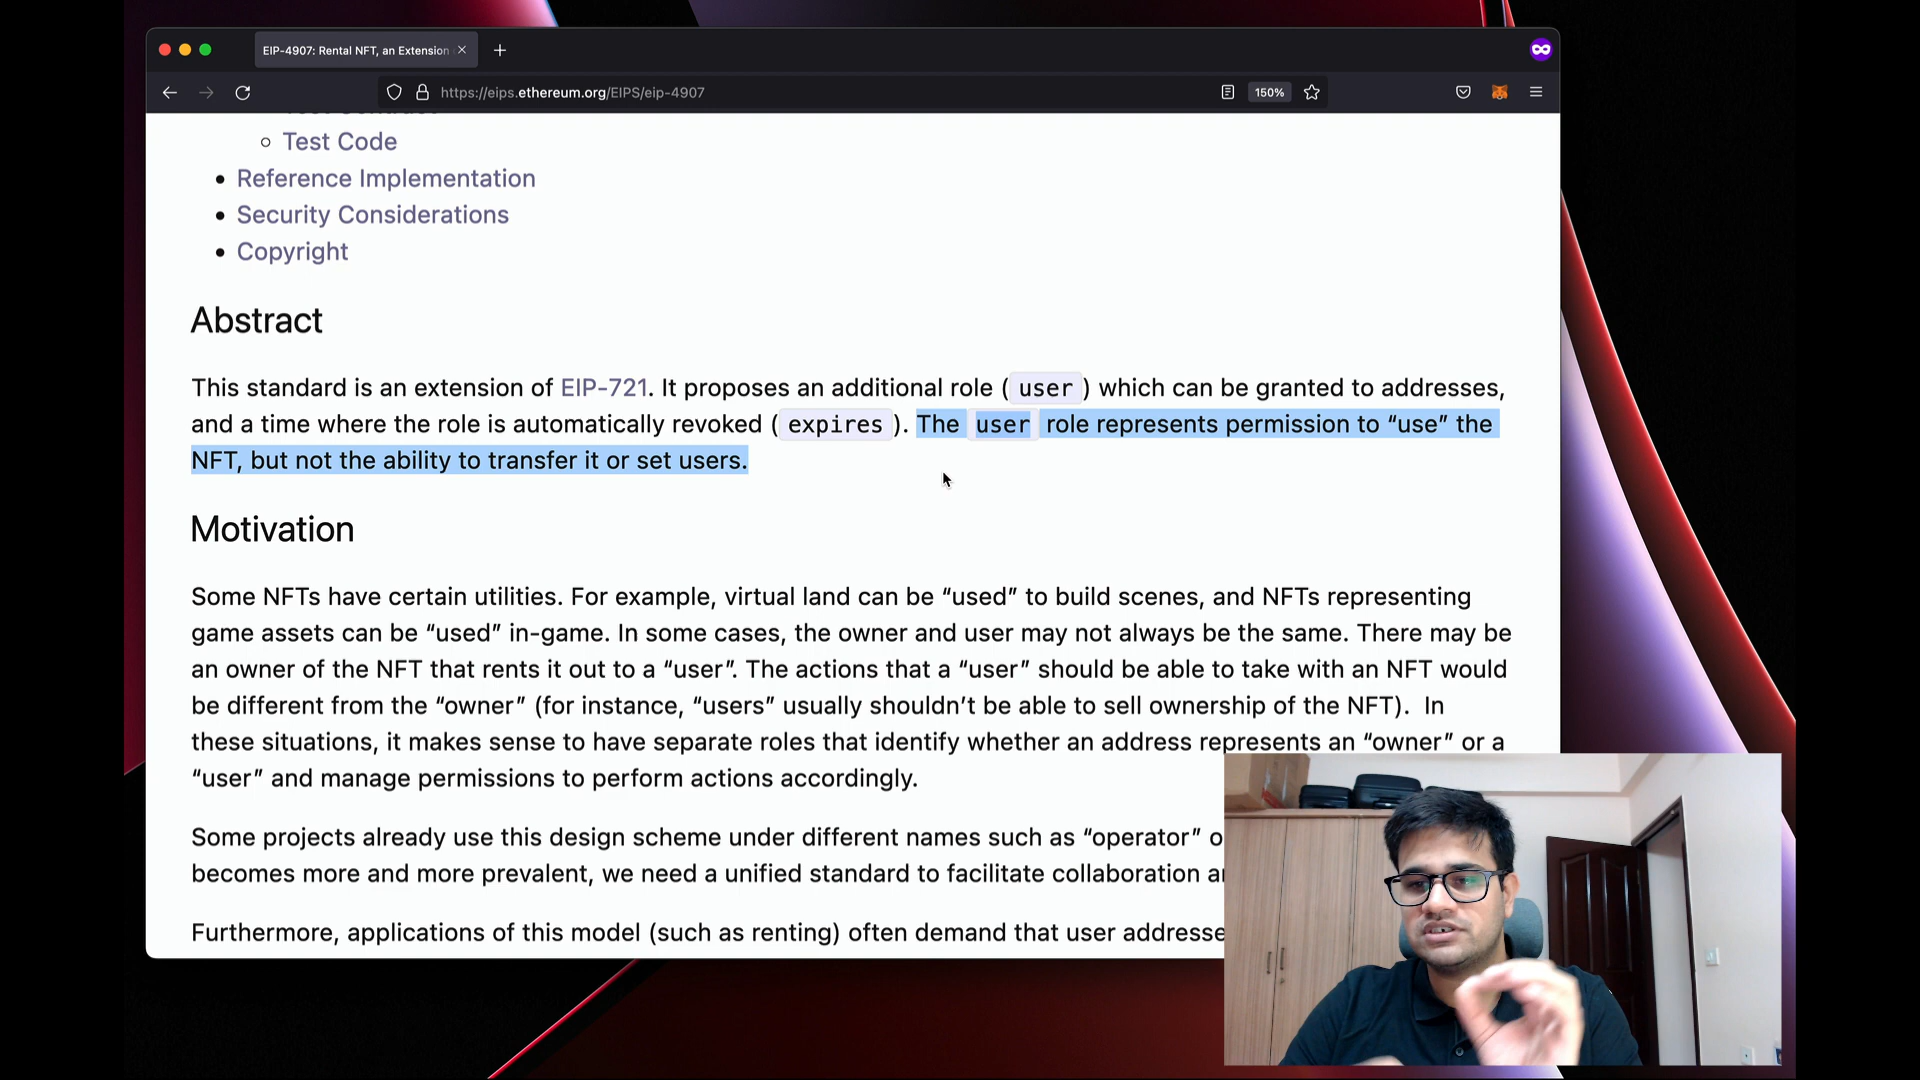 EIP-4907: Rental NFT, an Extension
https://eips.ethereum.org/EIPS/eip-4907
150%
Test Code
Reference Implementation
Security Considerations
Copyright
Abstract
This standard is an extension of EIP-721. It proposes an additional role ( user ) which can be granted to addresses,
and a time where the role is automatically revoked ( expires ). The user role represents permission to “use” the
NFT, but not the ability to transfer it or set users.
Motivation
Some NFTs have certain utilities. For example, virtual land can be “used” to build scenes, and NFTs representing
game assets can be “used” in-game. In some cases, the owner and user may not always be the same. There may be
an owner of the NFT that rents it out to a “user”. The actions that a “user” should be able to take with an NFT would
be different from the “owner” (for instance, “users” usually shouldn’t be able to sell ownership of the NFT). In
these situations, it makes sense to have separate roles that identify whether an address represents an “owner” or a
“user” and manage permissions to perform actions accordingly.
Some projects already use this design scheme under different names such as “operator” o
becomes more and more prevalent, we need a unified standard to facilitate collaboration
Furthermore, applications of this model (such as renting) often demand that user addresse